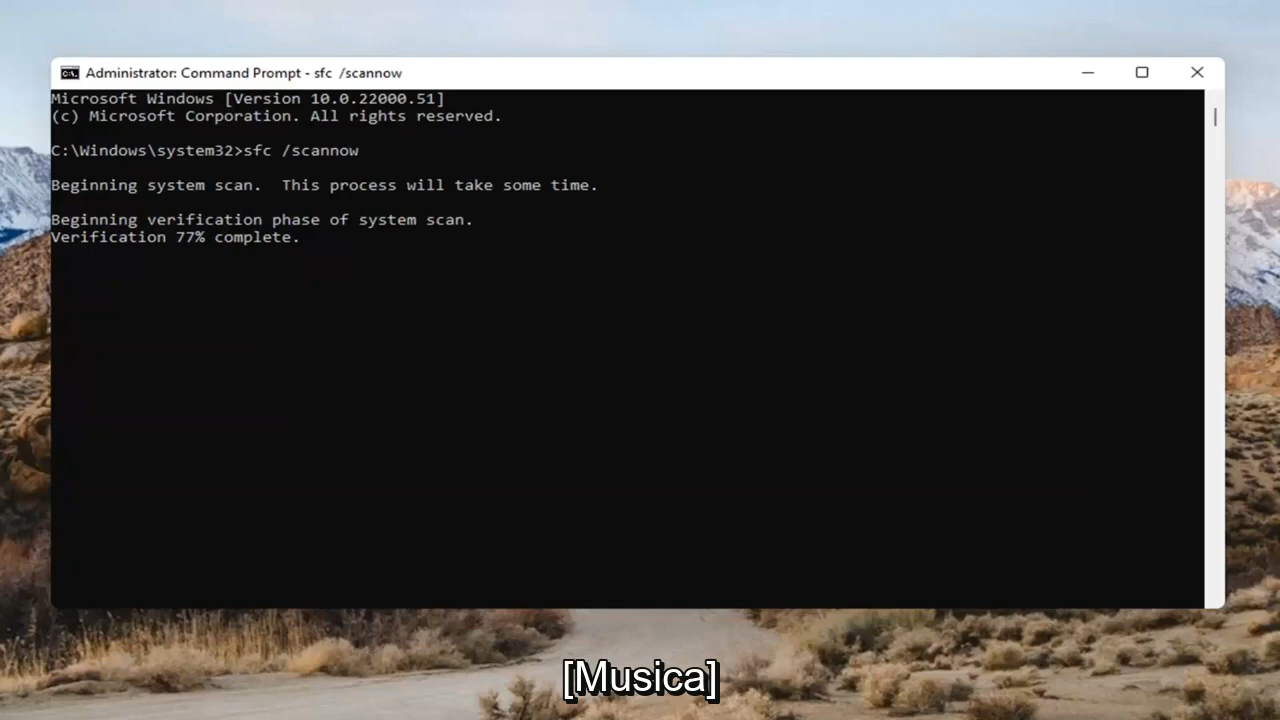 Administrator: Command Prompt - sfc  /scannow
Microsoft Windows [Version 10.0.22000.51]
(c) Microsoft Corporation. All rights reserved.
C:\Windows\system32>sfc /scannow
Beginning system scan.  This process will take some time.
Beginning verification phase of system scan.
Verification 77% complete.
[Musica]